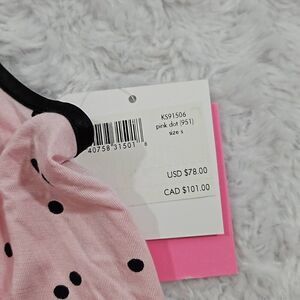 KS91506
pink dot (951)
size s
40758 31501 8
USD $78.00
CAD $101.00